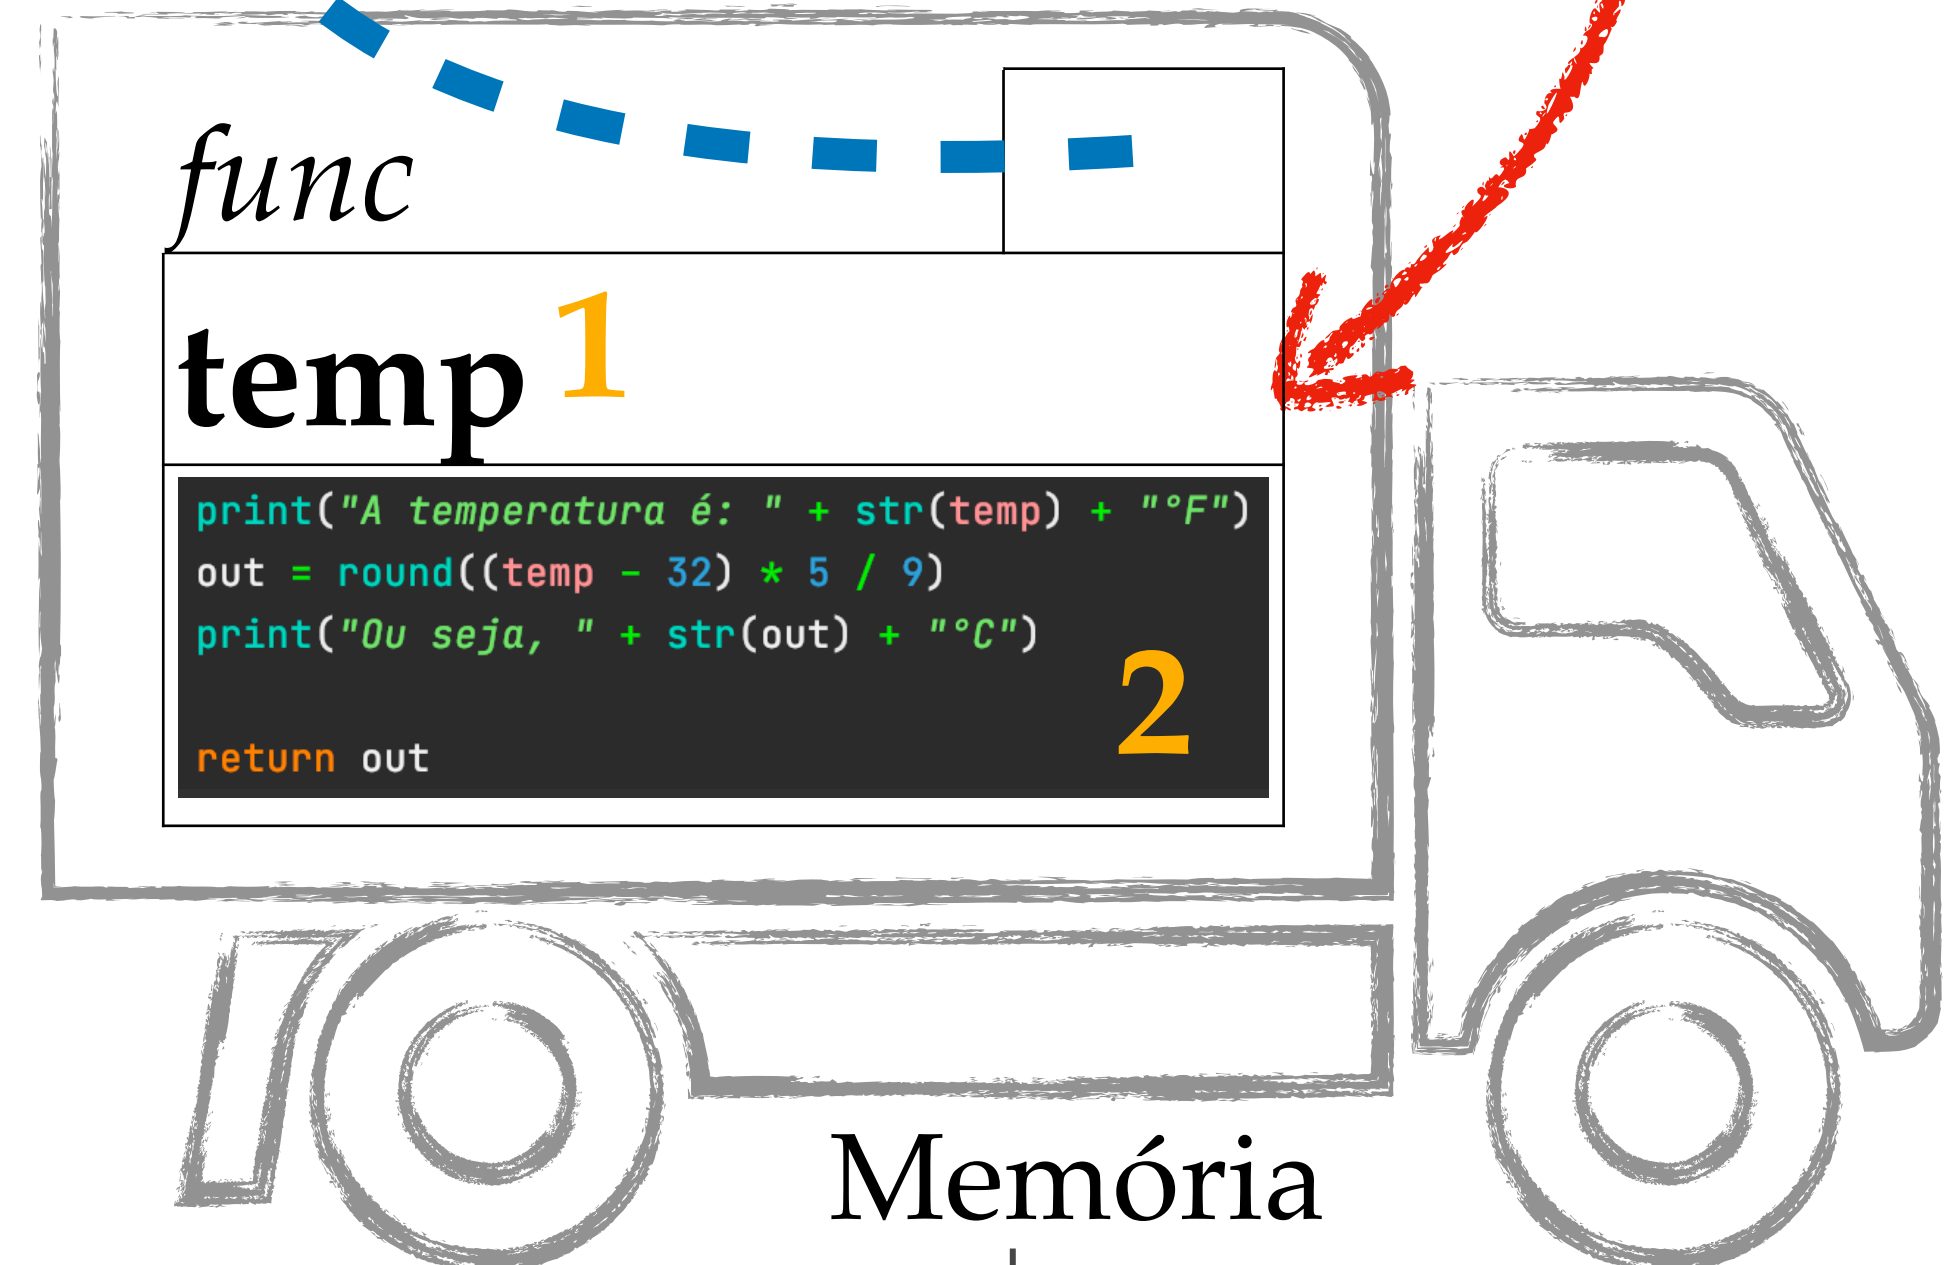 func
temp 1
print("A temperatura é: " + str(temp) + "°F")
out = round((temp - 32) * 5 / 9)
print("Ou seja, " + str(out) + "°C")
2
return out
Memória